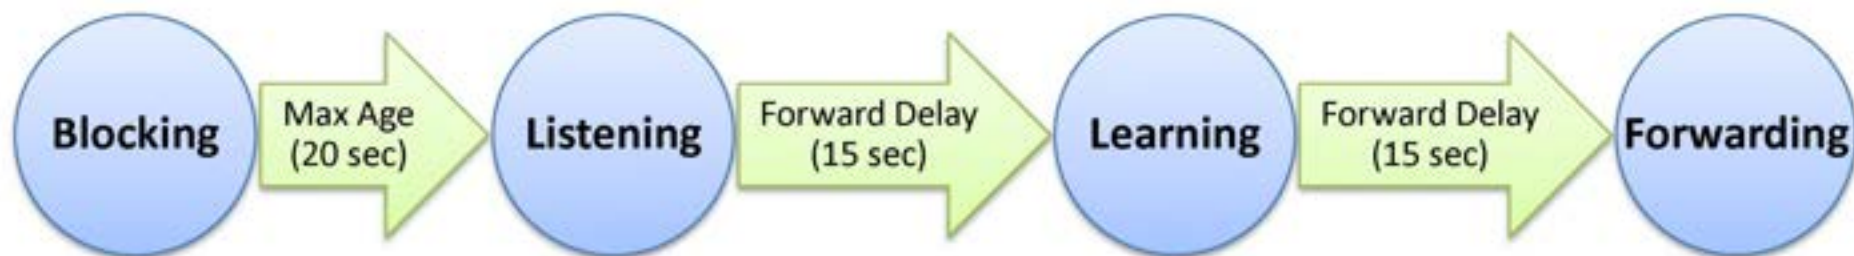 Blocking
Max Age
(20 sec)
Listening
Forward Delay
(15 sec)
Learning
Forward Delay
(15 sec)
Forwarding